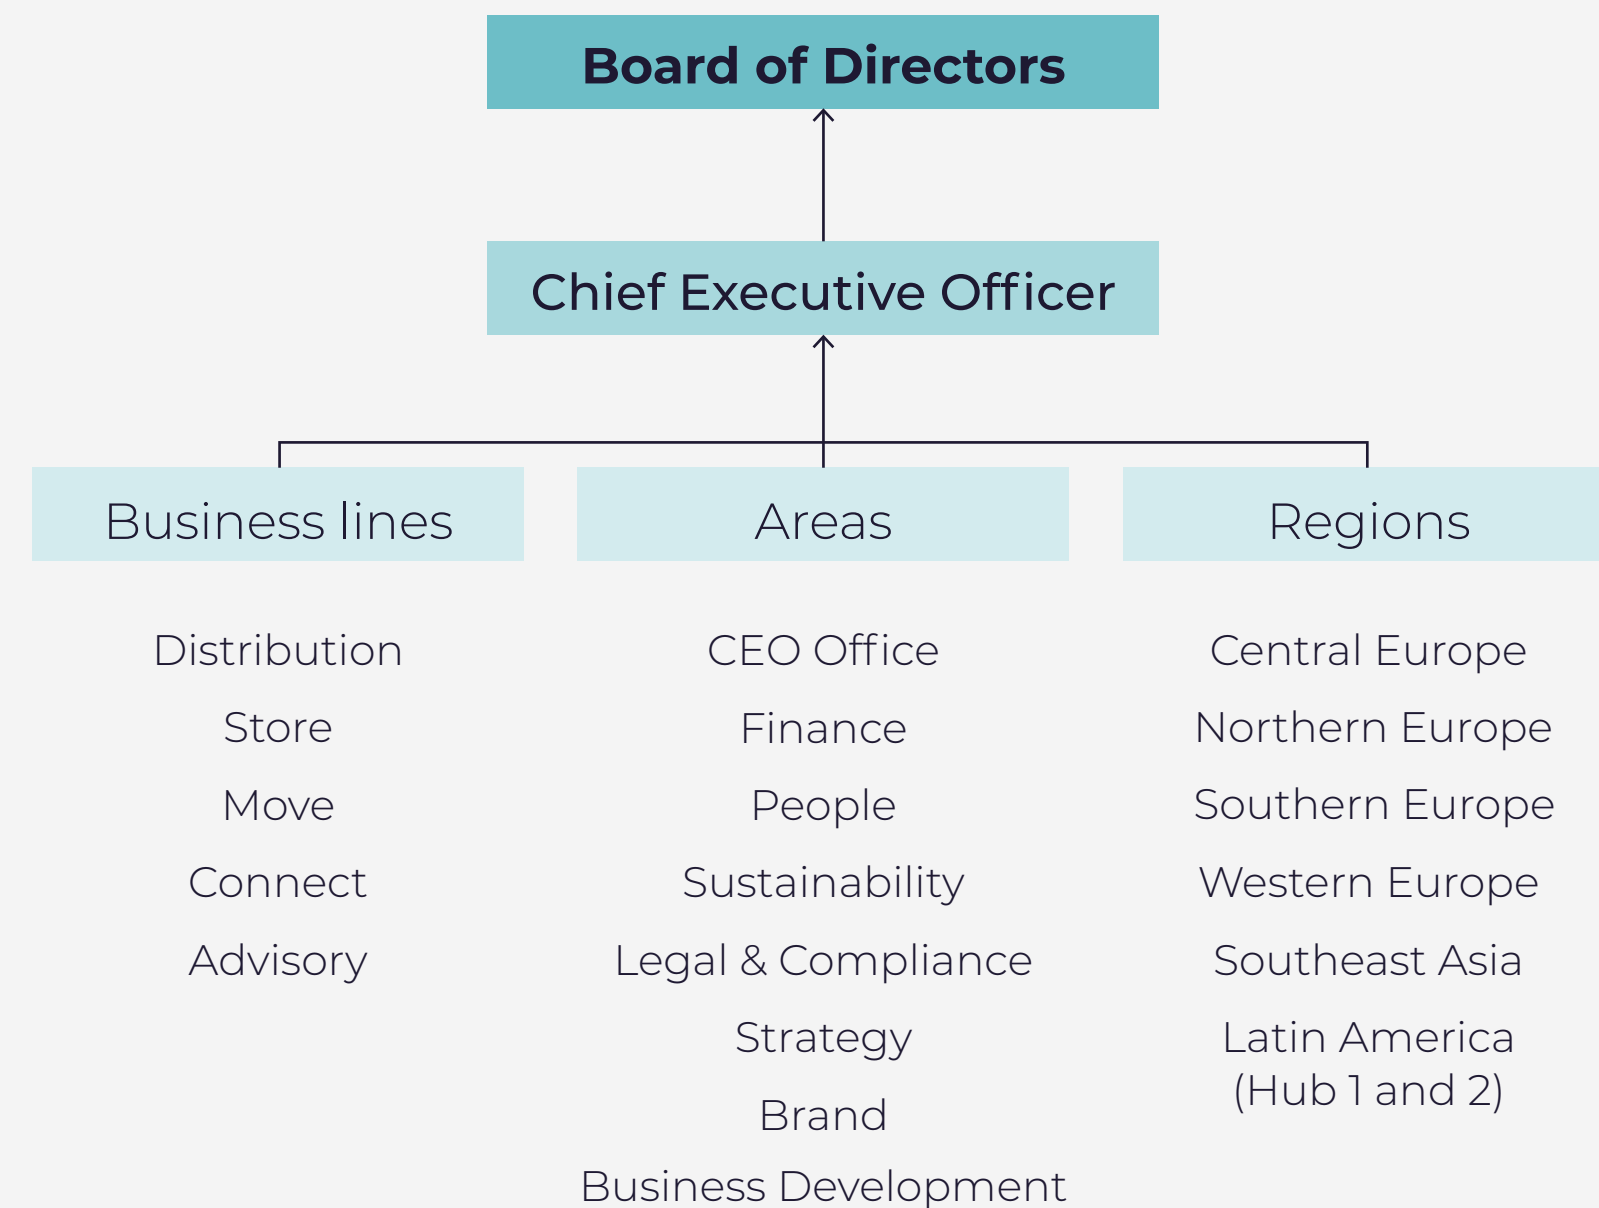 Board of Directors
Chief Executive Officer
Business lines
Areas
Regions
Distribution
Store
Move
Connect
Advisory
CEO Office
Finance
People
Sustainability
Legal & Compliance
Strategy
Brand
Business Development
Central Europe
Northern Europe
Southern Europe
Western Europe
Southeast Asia
Latin America
(Hub 1 and 2)